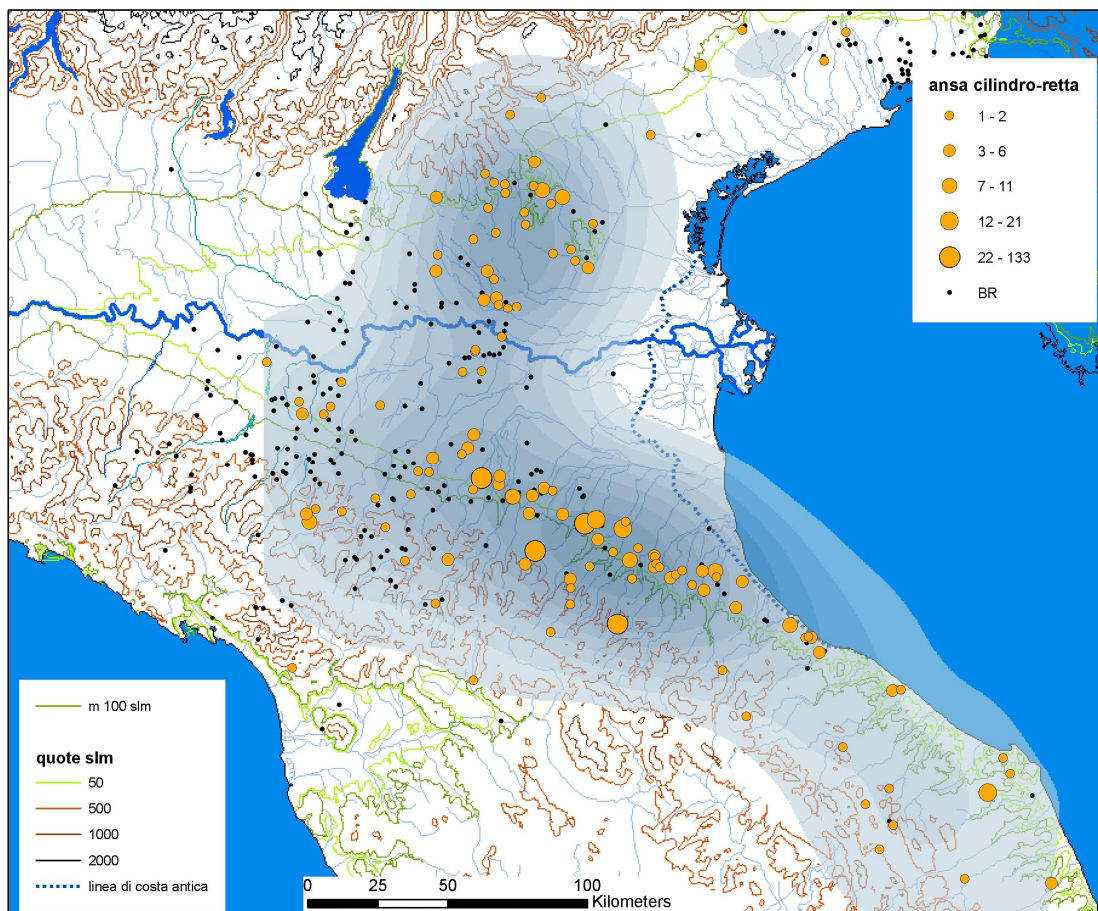 ansa cilindro-retta
1 - 2
3 - 6
7 - 11
12 - 21
22 - 133
BR
m 100 slm
quote slm
50
500
1000
2000
linea di costa antica
0 25 50 100
Kilometers